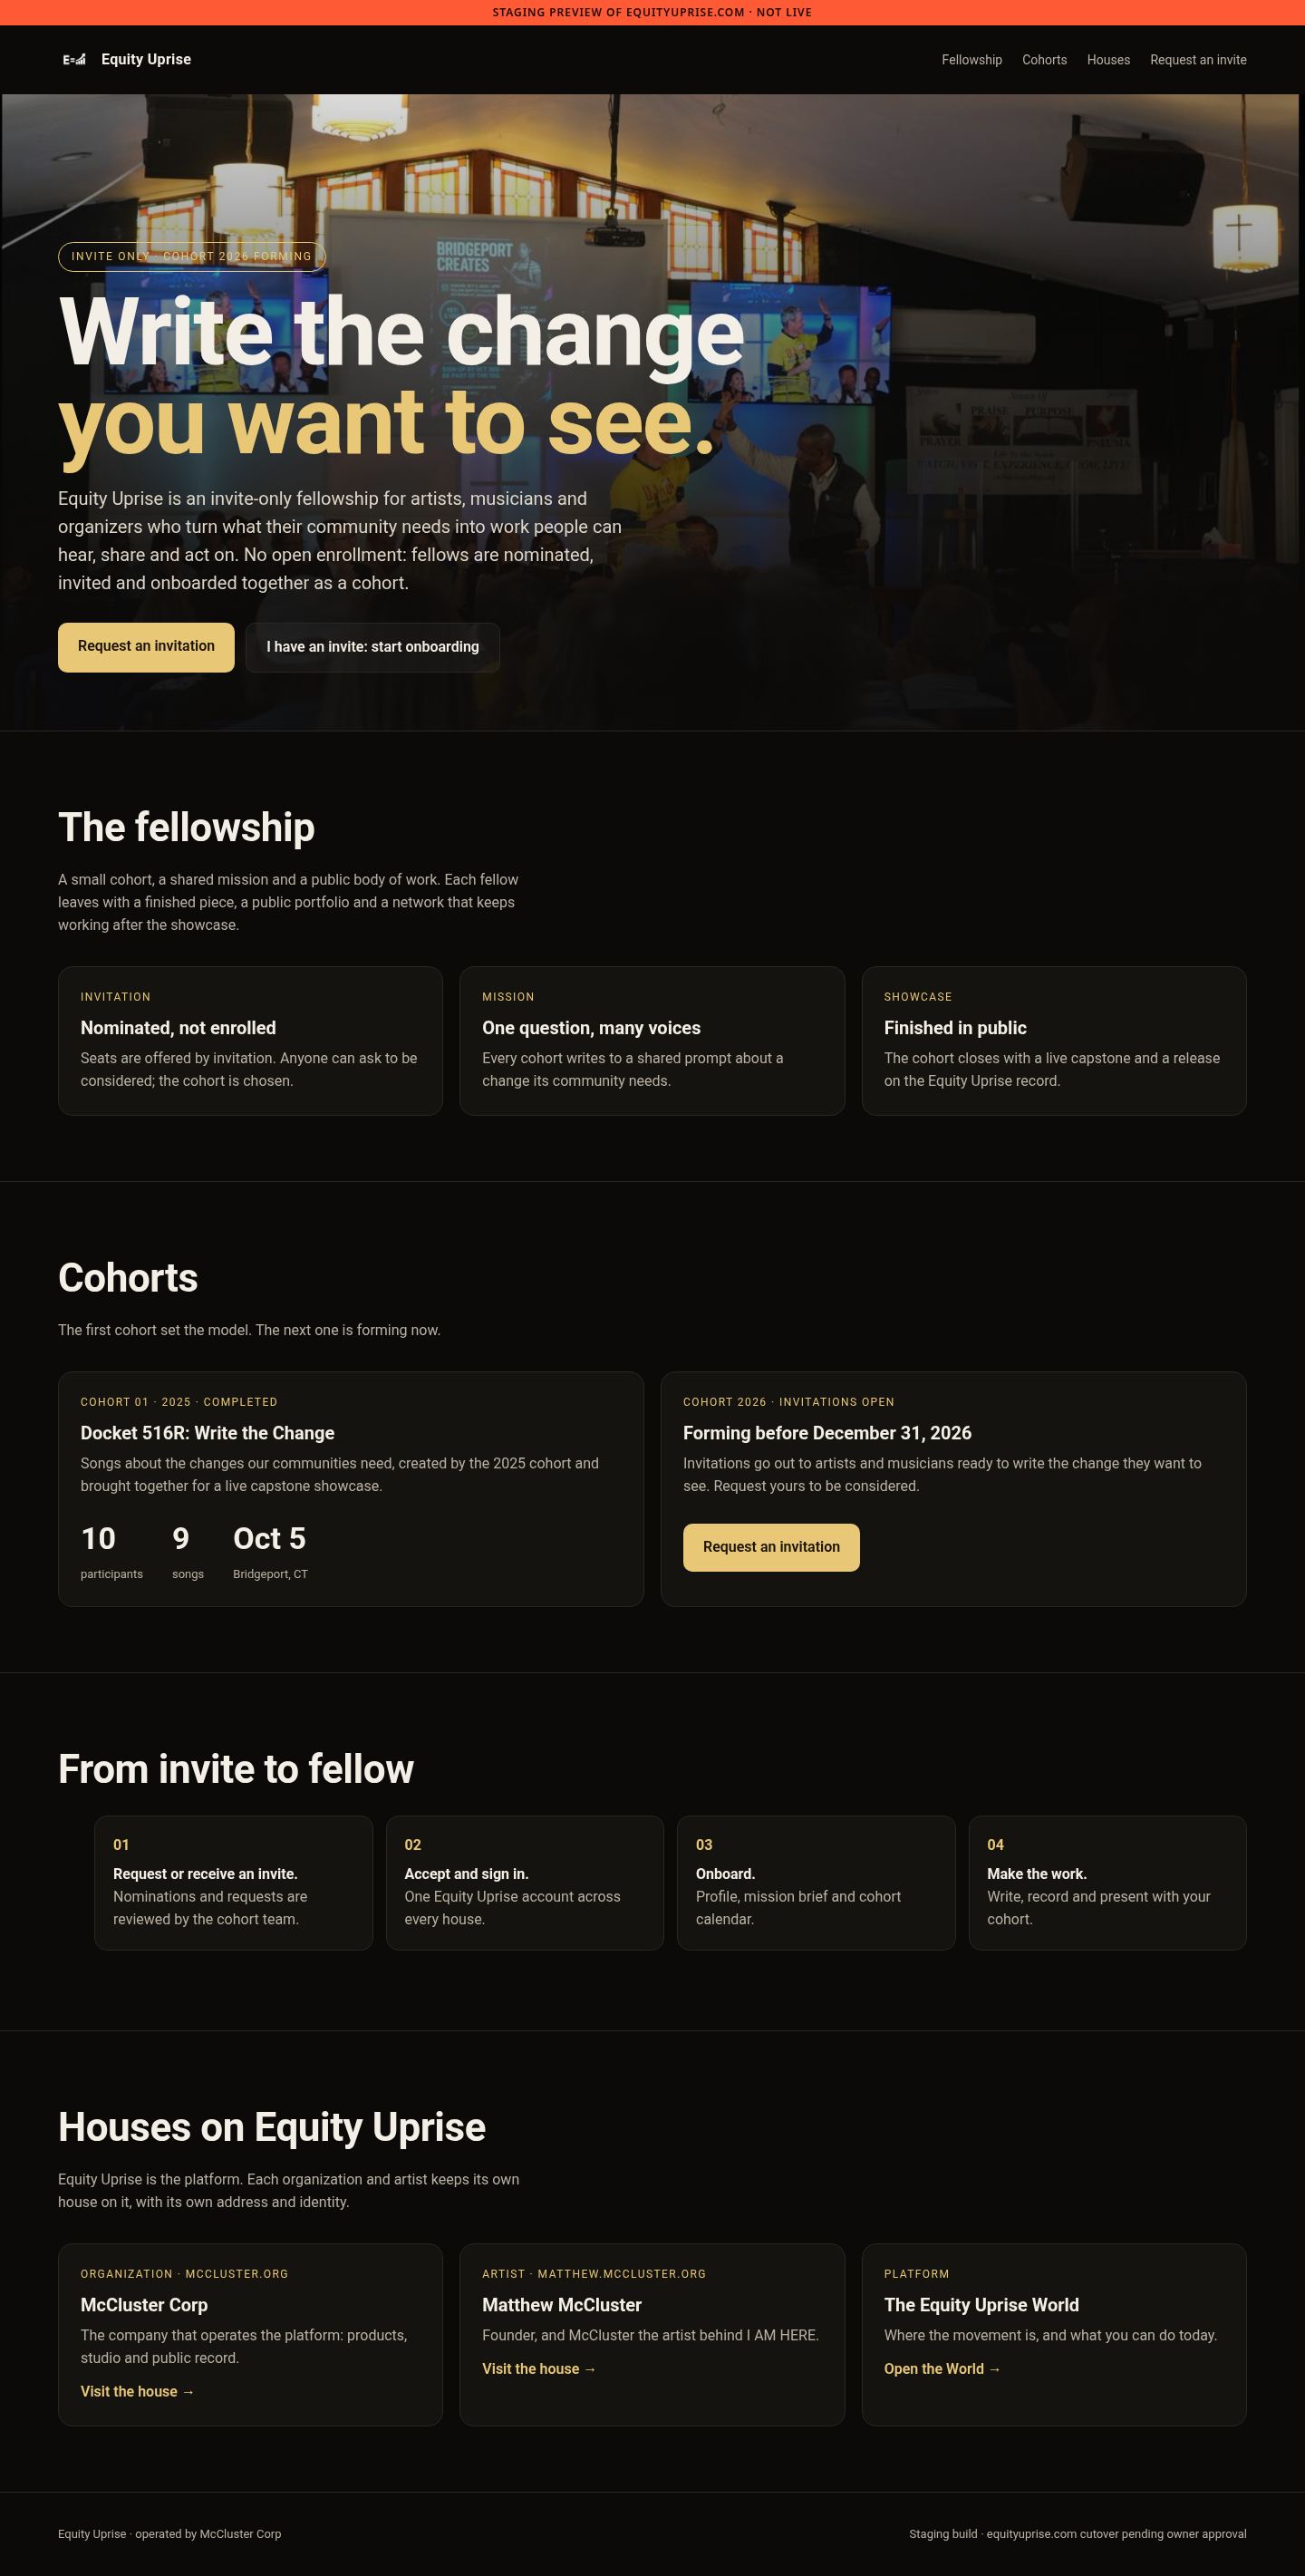 STAGING PREVIEW OF EQUITYUPRISE.COM · NOT LIVE
Equity Uprise
Fellowship
Cohorts
Houses
Request an invite
BRIDGEPORT
CREATES
INVITE ONLY · COHORT 2026 FORMING
Write the change
you want to see.
PRAYER
PRAISE
PURPOSE
Equity Uprise is an invite-only fellowship for artists, musicians and
organizers who turn what their community needs into work people can
hear, share and act on. No open enrollment: fellows are nominated,
invited and onboarded together as a cohort.
Request an invitation
I have an invite: start onboarding
The fellowship
A small cohort, a shared mission and a public body of work. Each fellow
leaves with a finished piece, a public portfolio and a network that keeps
working after the showcase.
INVITATION
Nominated, not enrolled
Seats are offered by invitation. Anyone can ask to be
considered; the cohort is chosen.
MISSION
One question, many voices
Every cohort writes to a shared prompt about a
change its community needs.
SHOWCASE
Finished in public
The cohort closes with a live capstone and a release
on the Equity Uprise record.
Cohorts
The first cohort set the model. The next one is forming now.
COHORT 01 · 2025 · COMPLETED
Docket 516R: Write the Change
Songs about the changes our communities need, created by the 2025 cohort and
brought together for a live capstone showcase.
10
participants
9
songs
Oct 5
Bridgeport, CT
COHORT 2026 · INVITATIONS OPEN
Forming before December 31, 2026
Invitations go out to artists and musicians ready to write the change they want to
see. Request yours to be considered.
Request an invitation
From invite to fellow
01
Request or receive an invite.
Nominations and requests are
reviewed by the cohort team.
02
Accept and sign in.
One Equity Uprise account across
every house.
03
Onboard.
Profile, mission brief and cohort
calendar.
04
Make the work.
Write, record and present with your
cohort.
Houses on Equity Uprise
Equity Uprise is the platform. Each organization and artist keeps its own
house on it, with its own address and identity.
ORGANIZATION · MCCLUSTER.ORG
McCluster Corp
The company that operates the platform: products,
studio and public record.
Visit the house →
ARTIST · MATTHEW.MCCLUSTER.ORG
Matthew McCluster
Founder, and McCluster the artist behind I AM HERE.
Visit the house →
PLATFORM
The Equity Uprise World
Where the movement is, and what you can do today.
Open the World →
Equity Uprise · operated by McCluster Corp
Staging build · equityuprise.com cutover pending owner approval